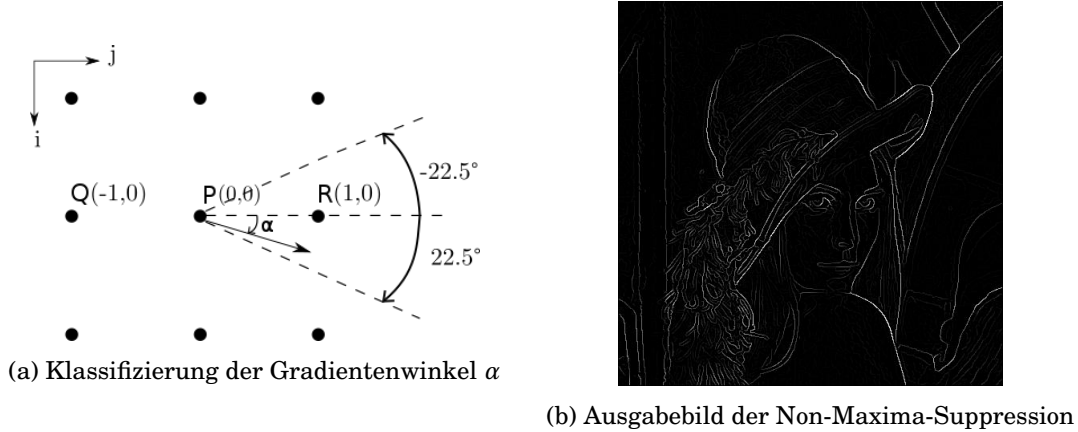 j
i
Q(-1,0)
P(0,0)
R(1,0)
α
-22.5°
22.5°
(a) Klassifizierung der Gradientenwinkel α
(b) Ausgabebild der Non-Maxima-Suppression